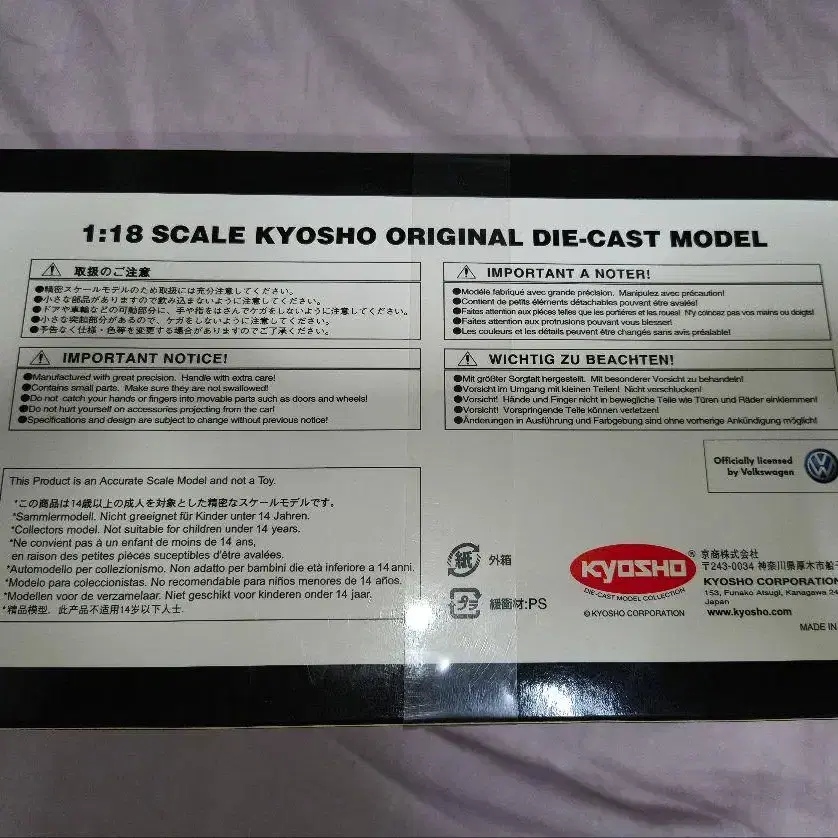 1:18 SCALE KYOSHO ORIGINAL DIE-CAST MODEL
取扱のご注意
●精密スケールモデルのため取扱には充分注意してください。
●小さな部品がありますので飲み込まないように注意してください。
●ドアや車輪などの可動部分に、手や指をはさんでケガをしないように注意してください。
●小さな突起部分があるので、ケガをしないように注意してください。
●予告なく仕様・色等を変更する場合がありますのでご了承ください。
IMPORTANT NOTICE!
●Manufactured with great precision. Handle with extra care!
●Contains small parts. Make sure they are not swallowed!
●Do not catch your hands or fingers into movable parts such as doors and wheels!
●Do not hurt yourself on accessories projecting from the car!
●Specifications and design are subject to change without previous notice!
IMPORTANT A NOTER!
●Modéle fabriqué avec grande précision. Manipulez avec précaution!
●Contient de petits éléments détachables pouvant être avalés!
●Faites attention aux pièces telles que les portières et les roues! N'y coincez pas vos mains ou doigts!
●Faites attention aux protrusions pouvant vous blesser!
●Les couleurs et les détails peuvent être changés sans avis préalable!
WICHTIG ZU BEACHTEN!
●Mit größter Sorgfalt hergestellt. Mit besonderer Vorsicht zu behandeln!
●Vorsicht im Umgang mit kleinen Teilen! Nicht verschlucken!
●Vorsicht! Hände und Finger nicht in bewegliche Teile wie Türen und Räder einklemmen!
●Vorsicht! Vorspringende Teile können verletzen!
●Änderungen in Ausführung und Farbgebung sind ohne vorherige Ankündigung möglich!
Officially licensed
by Volkswagen
This Product is an Accurate Scale Model and not a Toy.
*この商品は14歳以上の成人を対象とした精密なスケールモデルです。
*Sammlermodell. Nicht geeignet für Kinder unter 14 Jahren.
*Collectors model. Not suitable for children under 14 years.
*Ne convient pas à un enfant de moins de 14 ans,
en raison des petites pièces suceptibles d'être avalées.
*Automodello per collezionismo. Non adatto per bambini die età inferiore a 14 anni.
*Modelo para coleccionistas. No recomendable para niños menores de 14 años.
*Modellen voor de verzamelaar. Niet geschikt voor kinderen onder 14 jaar.
*精品模型. 此产品不适用14岁以下人士.
紙 外箱
プラ 緩衝材:PS
KYOSHO ®
DIE-CAST MODEL COLLECTION
© KYOSHO CORPORATION
京商株式会社
〒243-0034 神奈川県厚木市船子
KYOSHO CORPORATION
153, Funako Atsugi, Kanagawa 24
Japan
www.kyosho.com
MADE IN